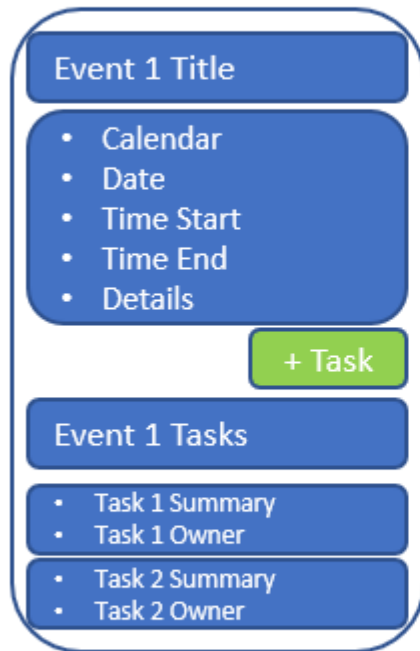 Event 1 Title
• Calendar
• Date
• Time Start
• Time End
• Details
+ Task
Event 1 Tasks
• Task 1 Summary
• Task 1 Owner
• Task 2 Summary
• Task 2 Owner